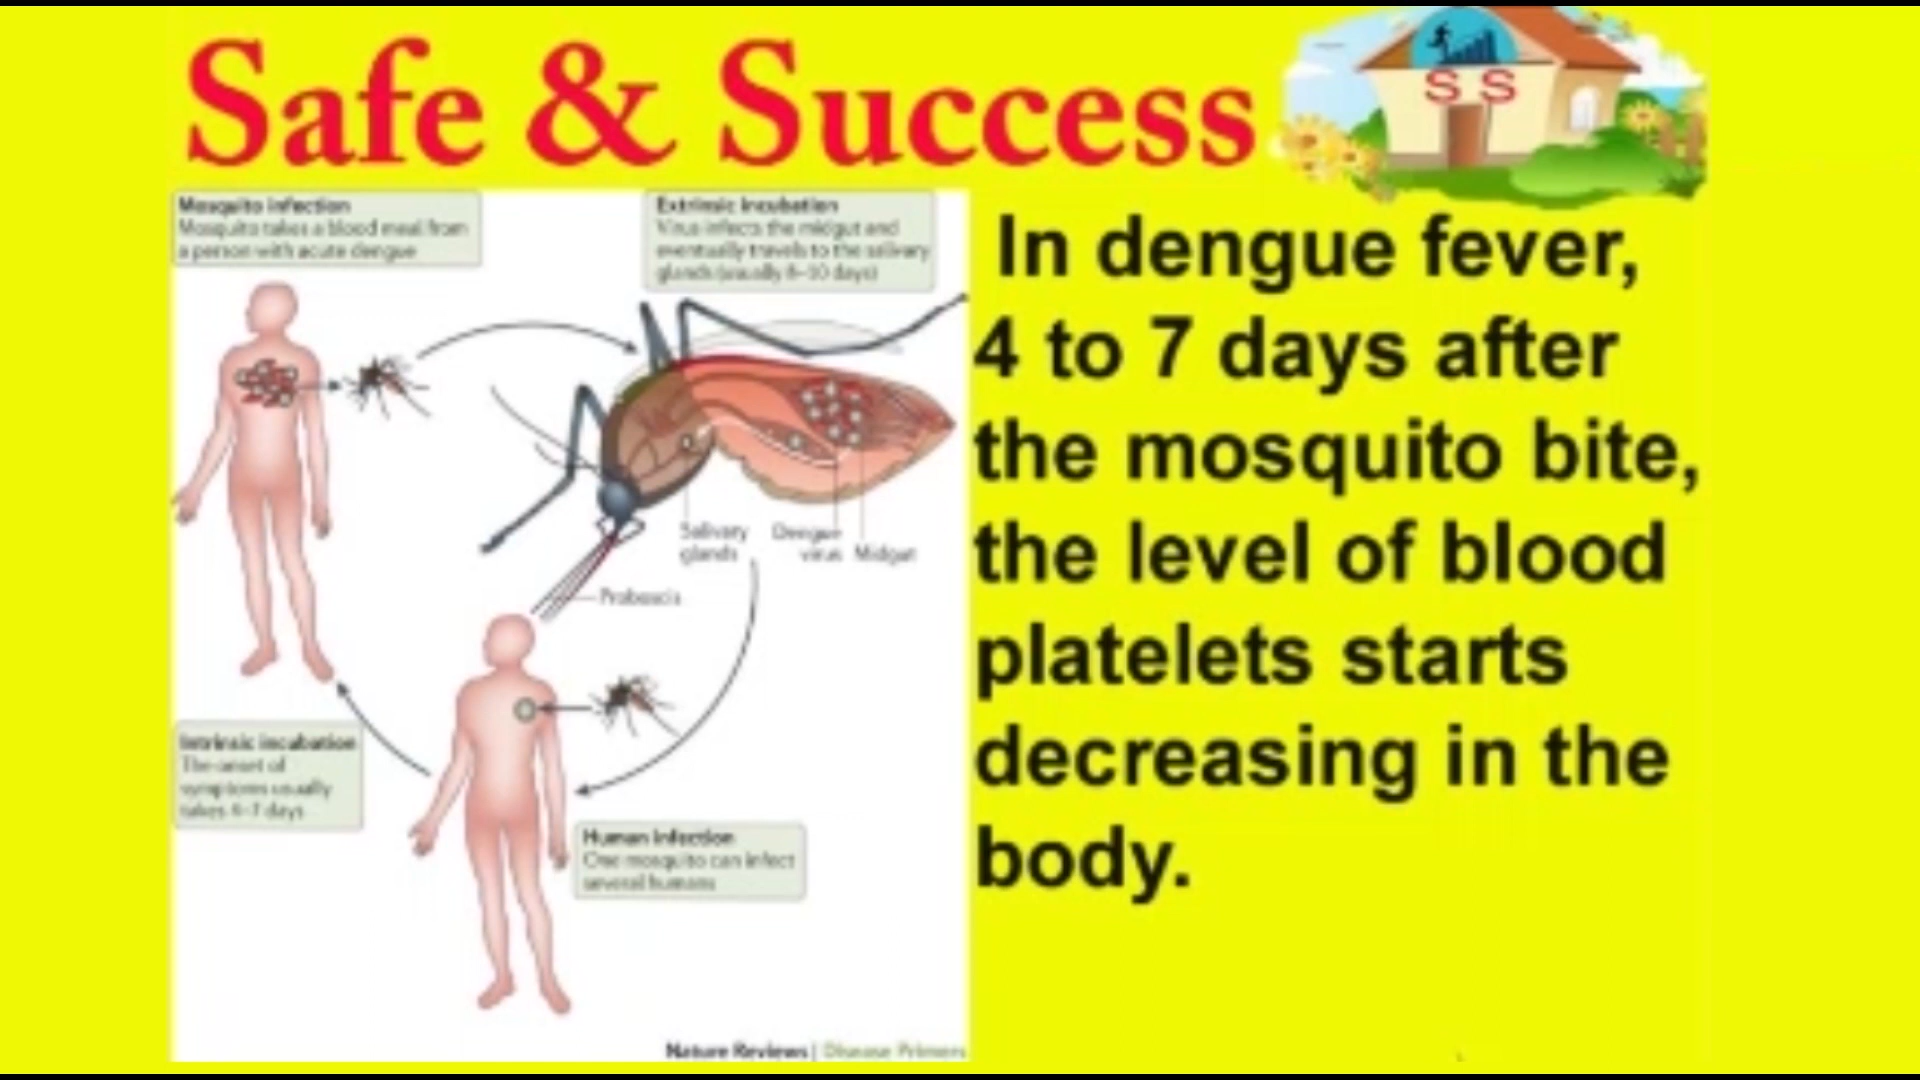 Safe & Success
S S
Mosquito infection
Mosquito takes a blood meal from
a person with acute dengue
Extrinsic incubation
Virus infects the midgut and
eventually travels to the salivary
glands (usually 8–10 days)
In dengue fever,
4 to 7 days after
the mosquito bite,
the level of blood
platelets starts
decreasing in the
body.
Salivary
glands
Dengue
virus
Midgut
Proboscis
Intrinsic incubation
The onset of
symptoms usually
takes 4–7 days
Human infection
One mosquito can infect
several humans
Nature Reviews | Disease Primers